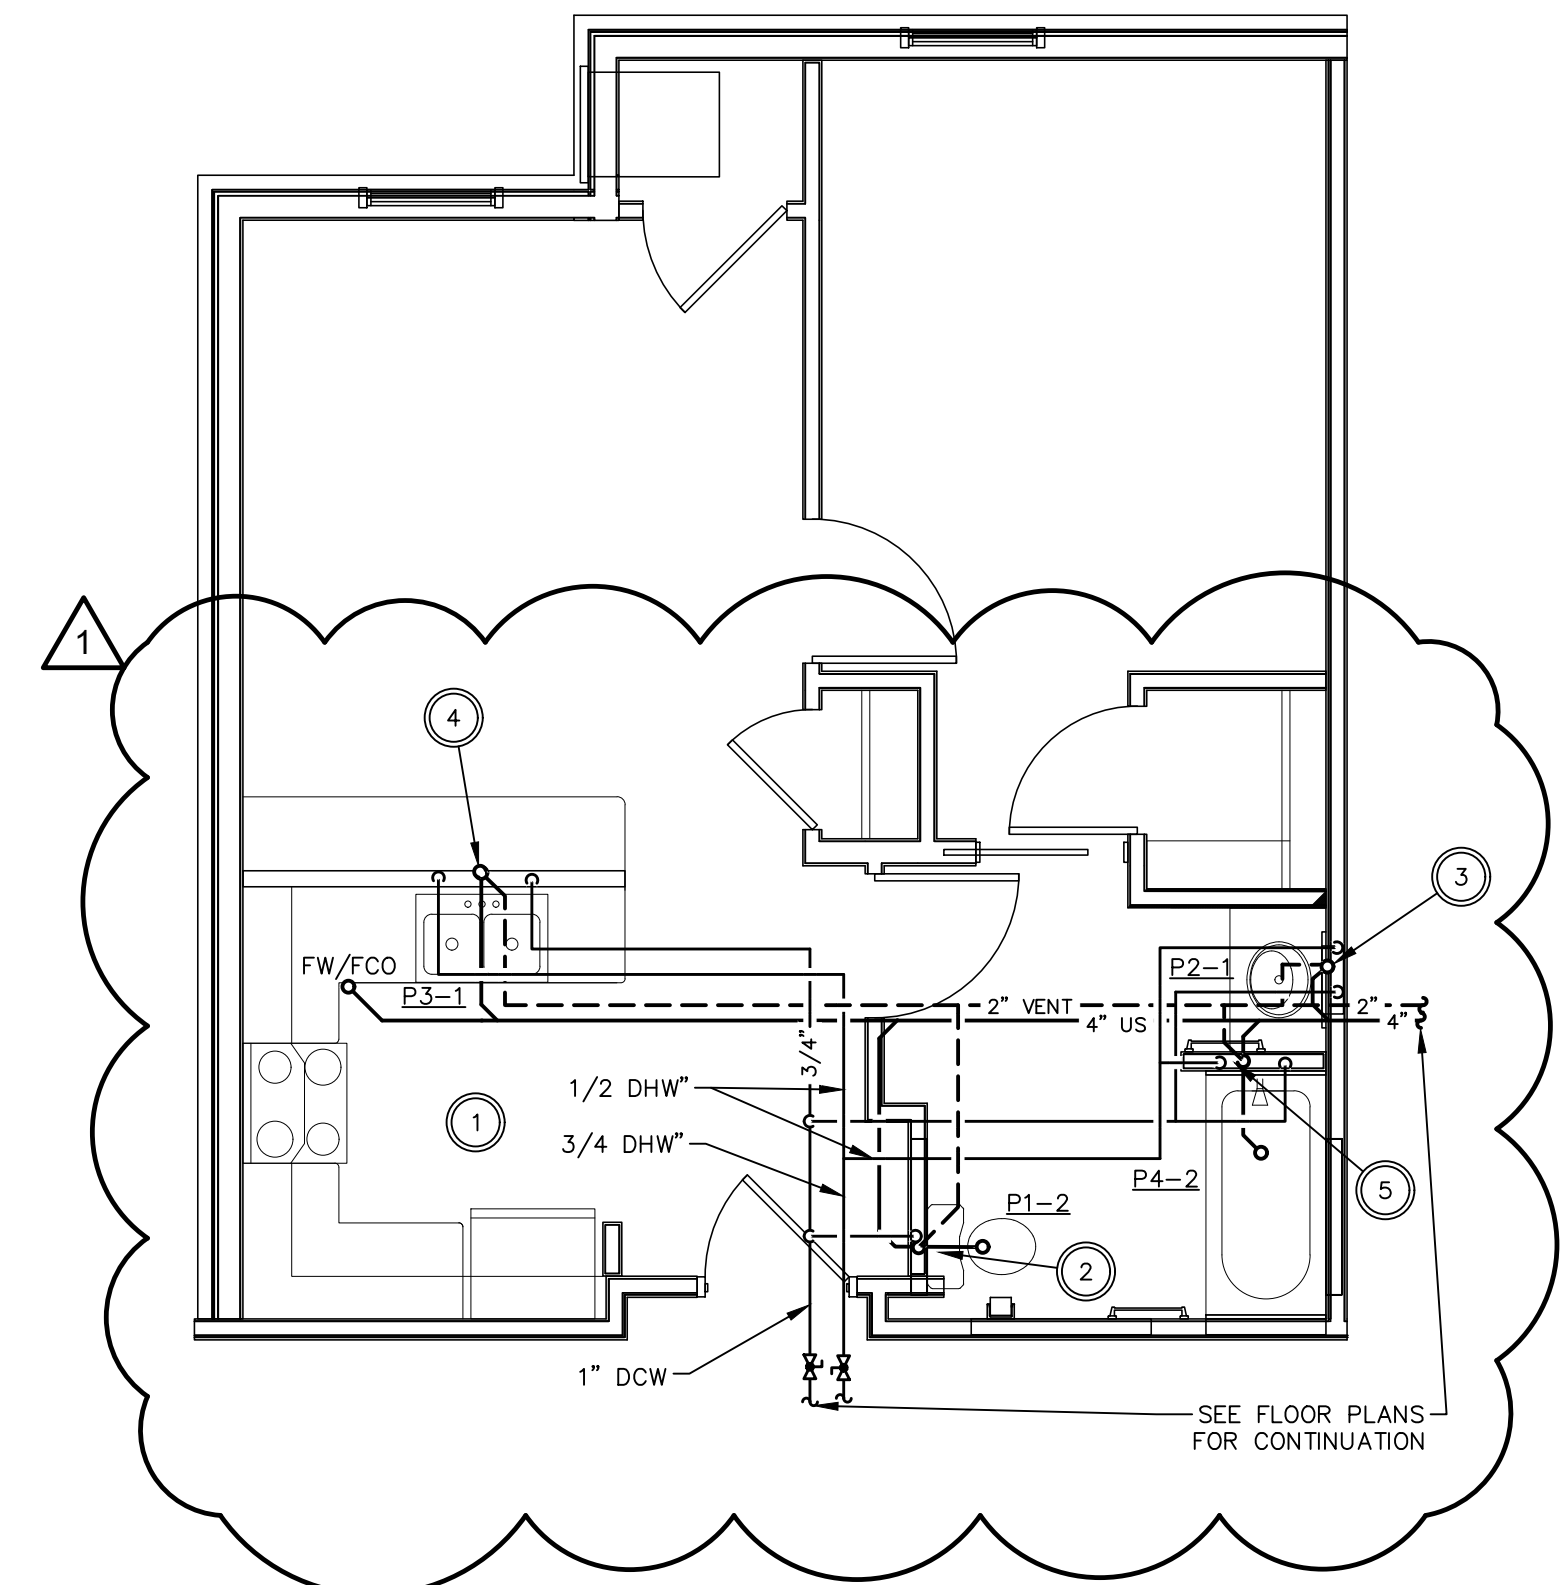 1
4
3
FW/FCO
P3-1
P2-1
2" VENT
2"
4" US
4"
3/4"
1/2 DHW"
1
3/4 DHW"
P4-2
5
P1-2
2
1" DCW
SEE FLOOR PLANS
FOR CONTINUATION